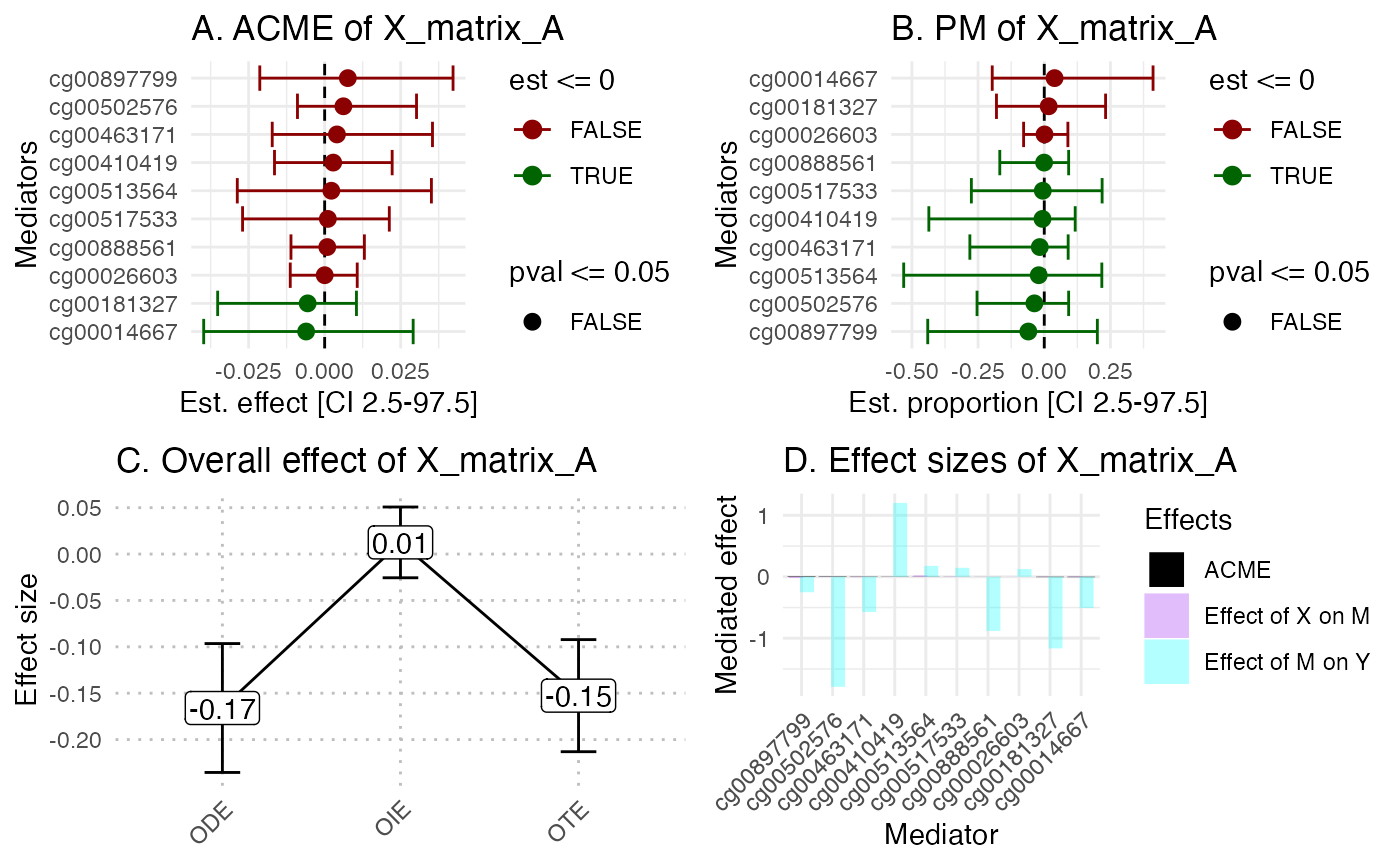 A. ACME of X_matrix_A
Mediators
cg00897799
cg00502576
cg00463171
cg00410419
cg00513564
cg00517533
cg00888561
cg00026603
cg00181327
cg00014667
-0.025 0.000 0.025
Est. effect [CI 2.5-97.5]
est <= 0
FALSE
TRUE
pval <= 0.05
FALSE
B. PM of X_matrix_A
Mediators
cg00014667
cg00181327
cg00026603
cg00888561
cg00517533
cg00410419
cg00463171
cg00513564
cg00502576
cg00897799
-0.50 -0.25 0.00 0.25
Est. proportion [CI 2.5-97.5]
est <= 0
FALSE
TRUE
pval <= 0.05
FALSE
C. Overall effect of X_matrix_A
Effect size
0.05
0.00
-0.05
-0.10
-0.15
-0.20
-0.17
0.01
-0.15
ODE
OIE
OTE
D. Effect sizes of X_matrix_A
Mediated effect
1
0
-1
cg00897799
cg00502576
cg00463171
cg00410419
cg00513564
cg00517533
cg00888561
cg00026603
cg00181327
cg00014667
Mediator
Effects
ACME
Effect of X on M
Effect of M on Y